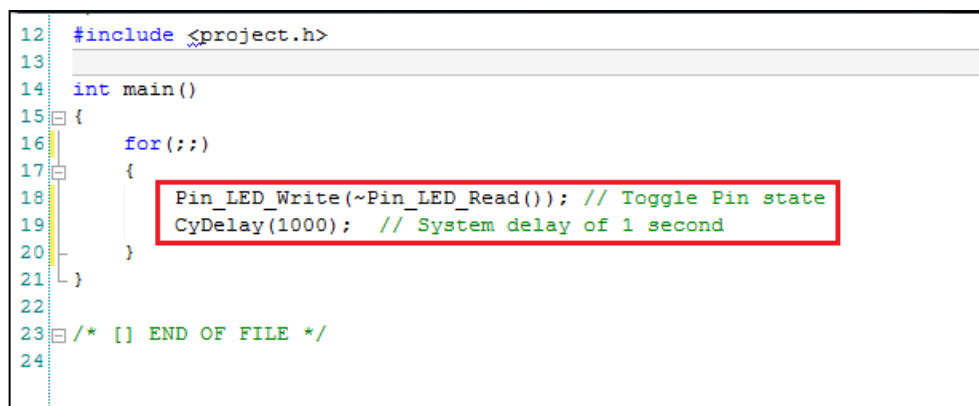 12 #include <project.h>
13
14 int main()
15 {
16     for(;;)
17     {
18         Pin_LED_Write(~Pin_LED_Read()); // Toggle Pin state
19         CyDelay(1000);  // System delay of 1 second
20     }
21 }
22
23 /* [] END OF FILE */
24